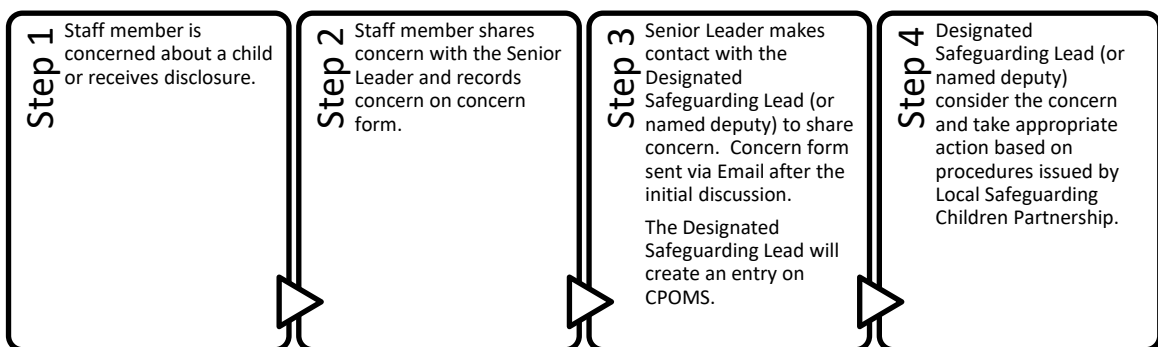 Step 1
Staff member is
concerned about a child
or receives disclosure.
Step 2
Staff member shares
concern with the Senior
Leader and records
concern on concern
form.
Step 3
Senior Leader makes
contact with the
Designated
Safeguarding Lead (or
named deputy) to share
concern.  Concern form
sent via Email after the
initial discussion.
The Designated
Safeguarding Lead will
create an entry on
CPOMS.
Step 4
Designated
Safeguarding Lead (or
named deputy)
consider the concern
and take appropriate
action based on
procedures issued by
Local Safeguarding
Children Partnership.